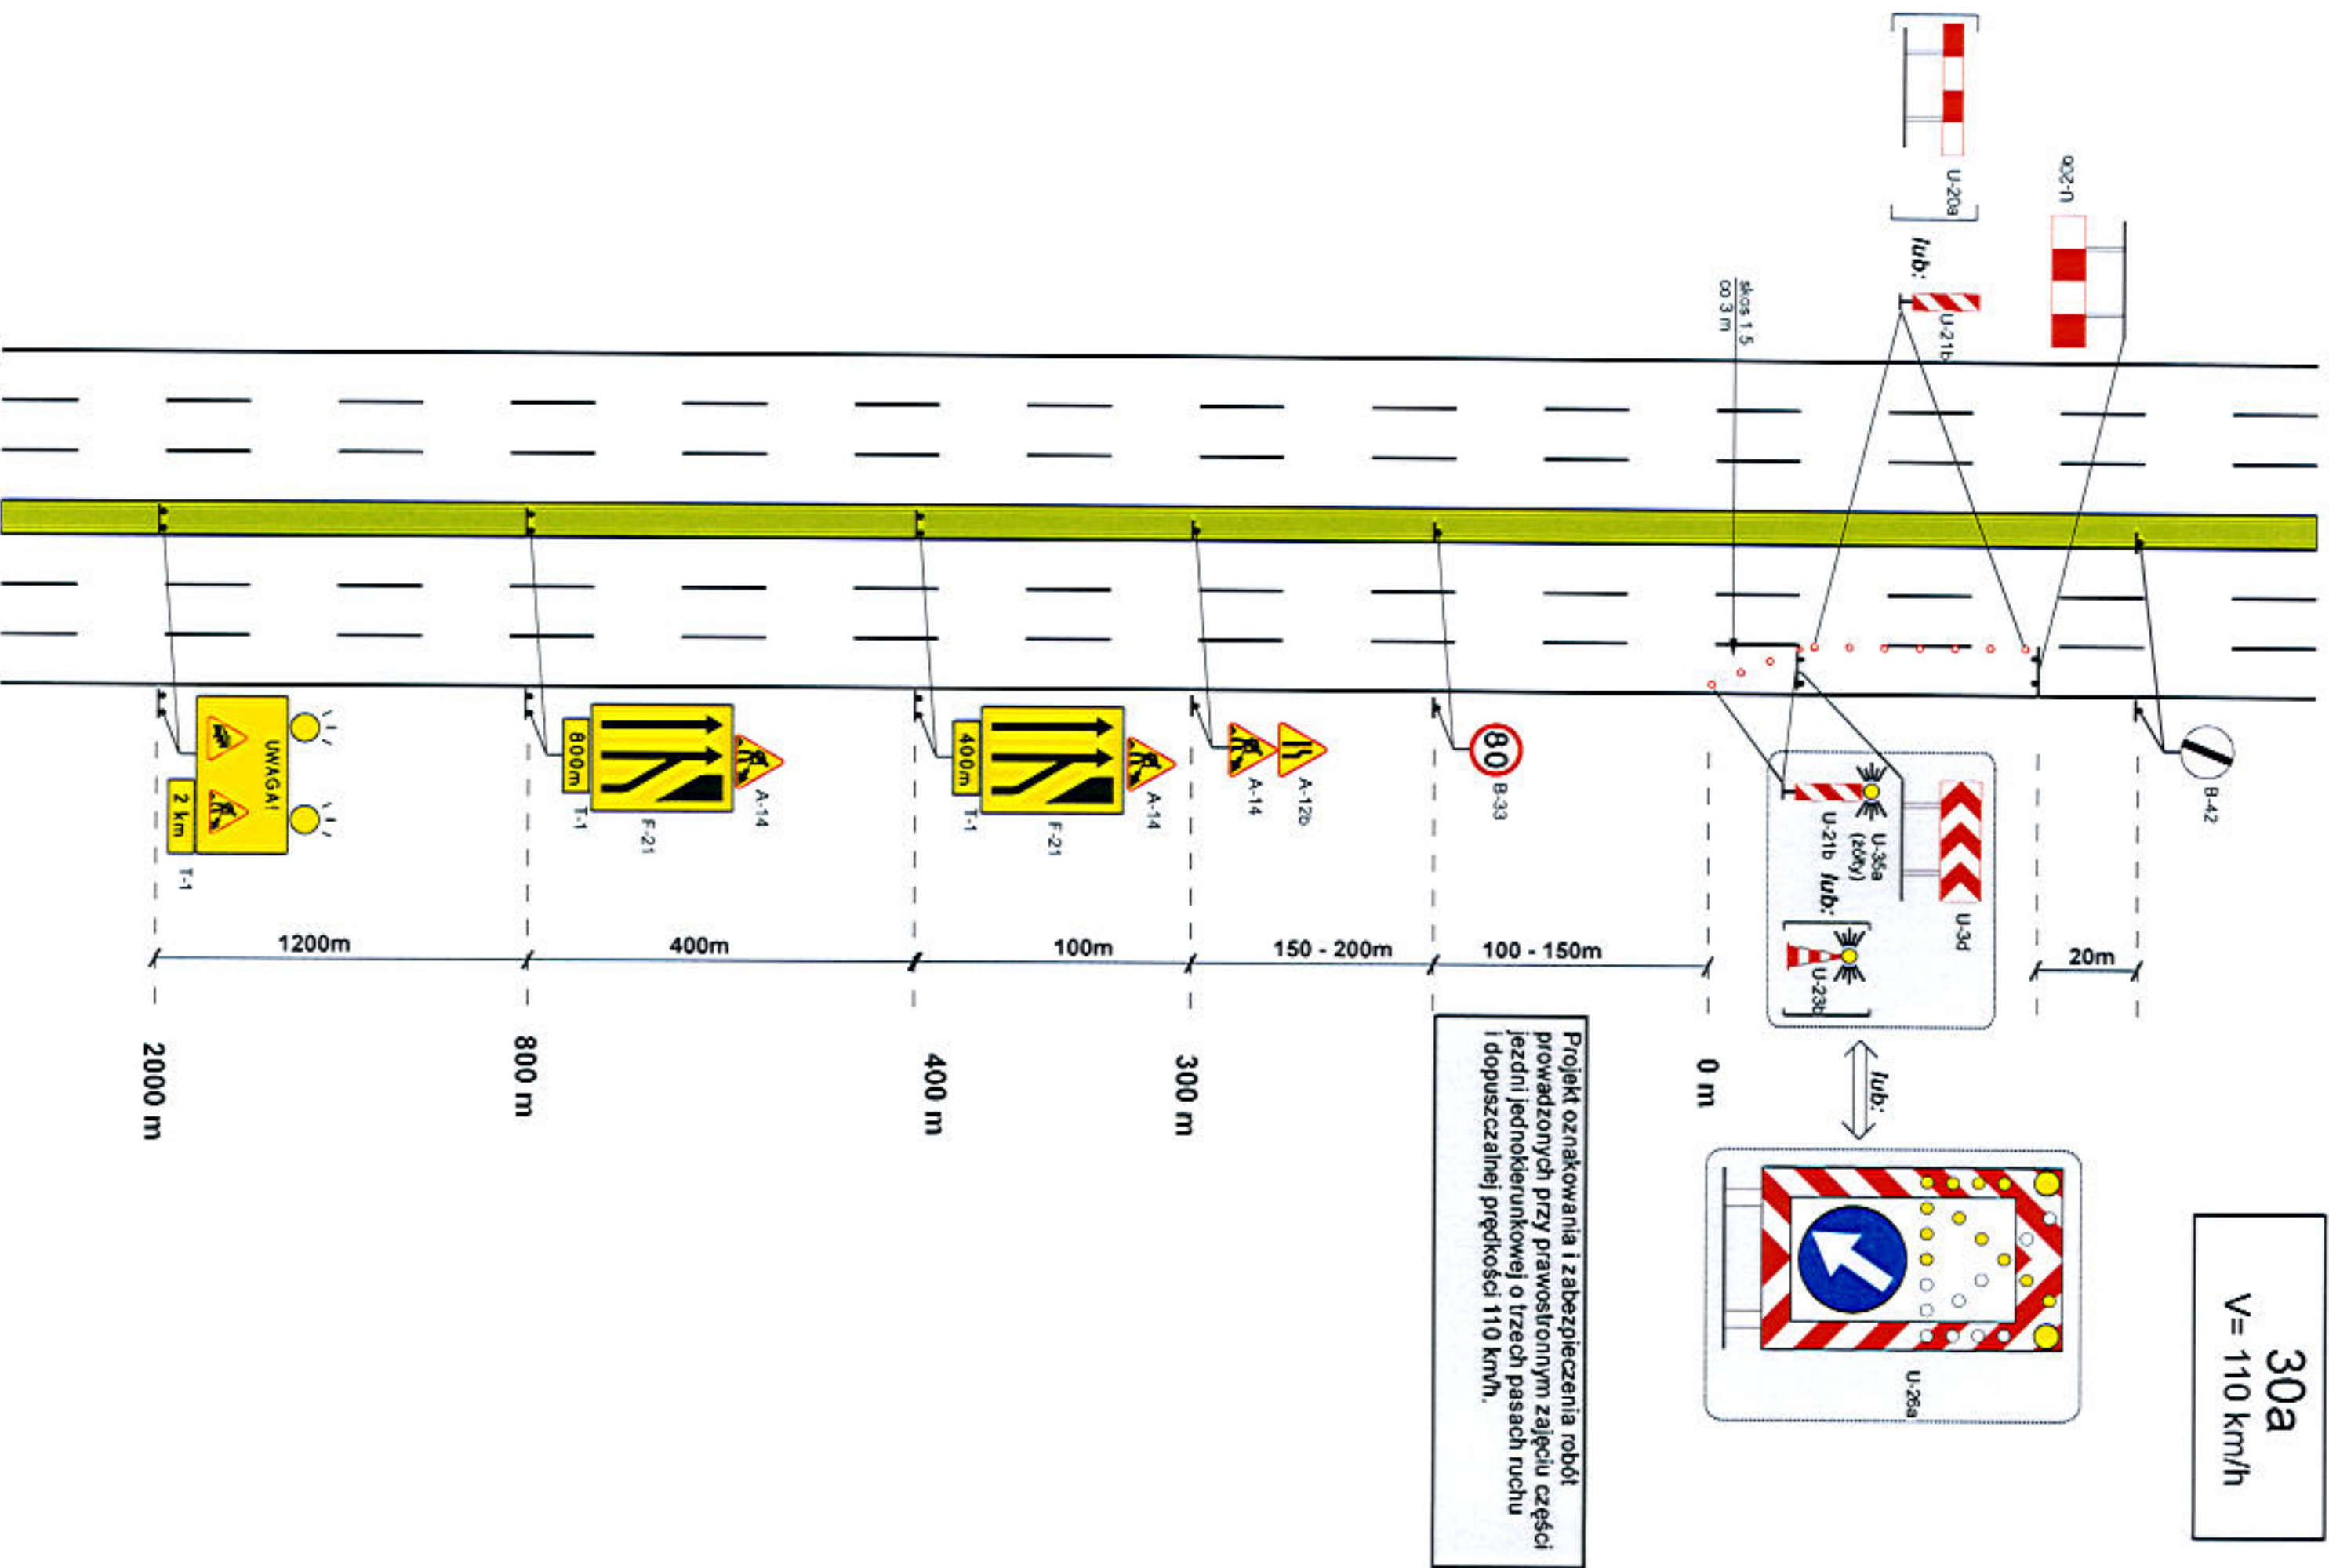 30a
V= 110 km/h
U-20b
U-20a
lub:
U-21b
skos 1.5
co 3 m
B-42
U-3d
U-35a
(żółty)
U-21b
lub:
U-23b
lub:
U-26a
80
B-33
A-12b
A-14
A-14
F-21
400m
T-1
A-14
F-21
800m
T-1
UWAGA!
2 km
T-1
20m
100 - 150m
150 - 200m
100m
400m
1200m
0 m
300 m
400 m
800 m
2000 m
Projekt oznakowania i zabezpieczenia robót
prowadzonych przy prawostronnym zajęciu części
jezdni jednokierunkowej o trzech pasach ruchu
i dopuszczalnej prędkości 110 km/h.